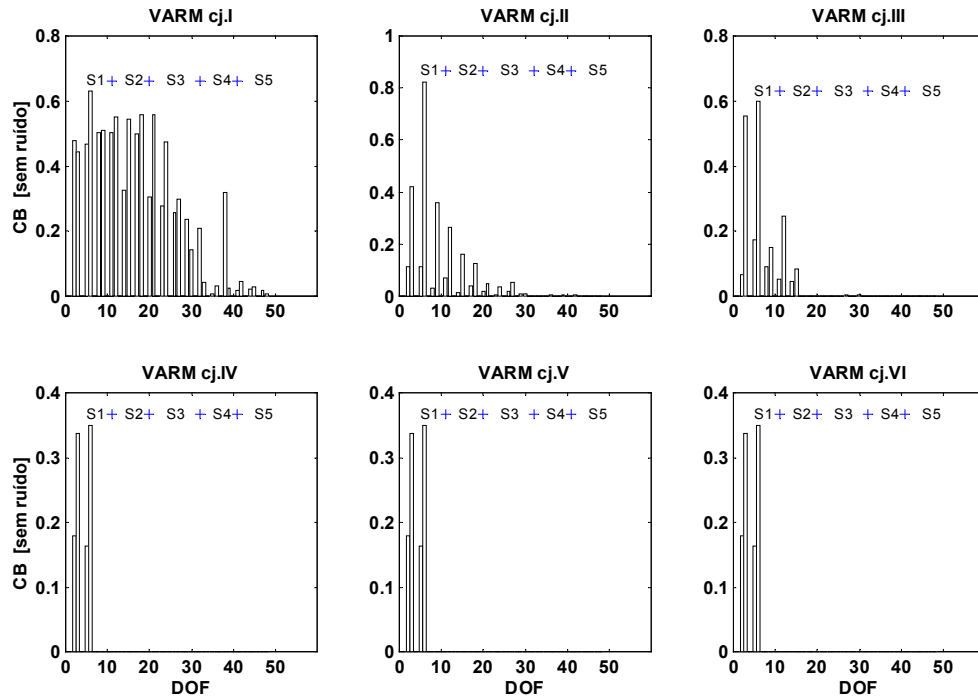 VARM cj.I
VARM cj.II
VARM cj.III
0.8
0.6
0.4
0.2
0
CB [sem ruído]
S1 + S2 + S3 + S4 + S5
0 10 20 30 40 50
1
0.8
0.6
0.4
0.2
0
S1 + S2 + S3 + S4 + S5
0 10 20 30 40 50
0.8
0.6
0.4
0.2
0
S1 + S2 + S3 + S4 + S5
0 10 20 30 40 50
VARM cj.IV
VARM cj.V
VARM cj.VI
0.4
0.3
0.2
0.1
0
CB [sem ruído]
S1 + S2 + S3 + S4 + S5
0 10 20 30 40 50
DOF
0.4
0.3
0.2
0.1
0
S1 + S2 + S3 + S4 + S5
0 10 20 30 40 50
DOF
0.4
0.3
0.2
0.1
0
S1 + S2 + S3 + S4 + S5
0 10 20 30 40 50
DOF